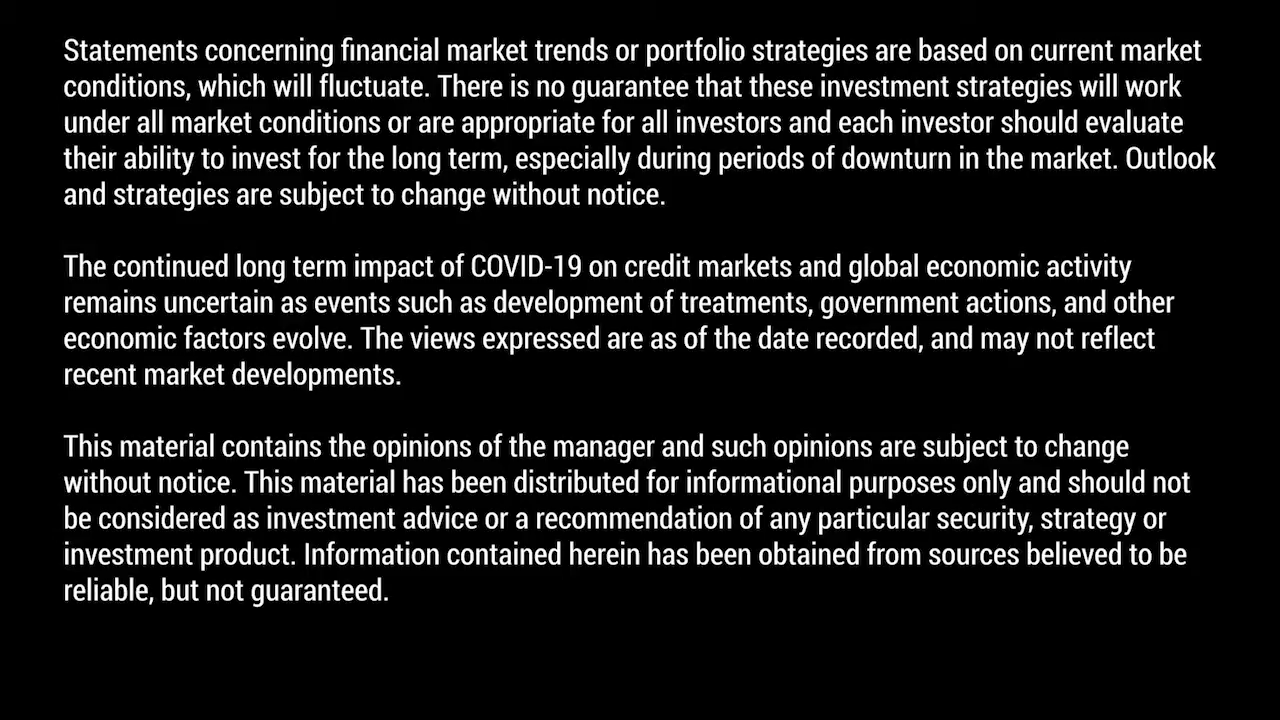 Statements concerning financial market trends or portfolio strategies are based on current market
conditions, which will fluctuate. There is no guarantee that these investment strategies will work
under all market conditions or are appropriate for all investors and each investor should evaluate
their ability to invest for the long term, especially during periods of downturn in the market. Outlook
and strategies are subject to change without notice.
The continued long term impact of COVID-19 on credit markets and global economic activity
remains uncertain as events such as development of treatments, government actions, and other
economic factors evolve. The views expressed are as of the date recorded, and may not reflect
recent market developments.
This material contains the opinions of the manager and such opinions are subject to change
without notice. This material has been distributed for informational purposes only and should not
be considered as investment advice or a recommendation of any particular security, strategy or
investment product. Information contained herein has been obtained from sources believed to be
reliable, but not guaranteed.